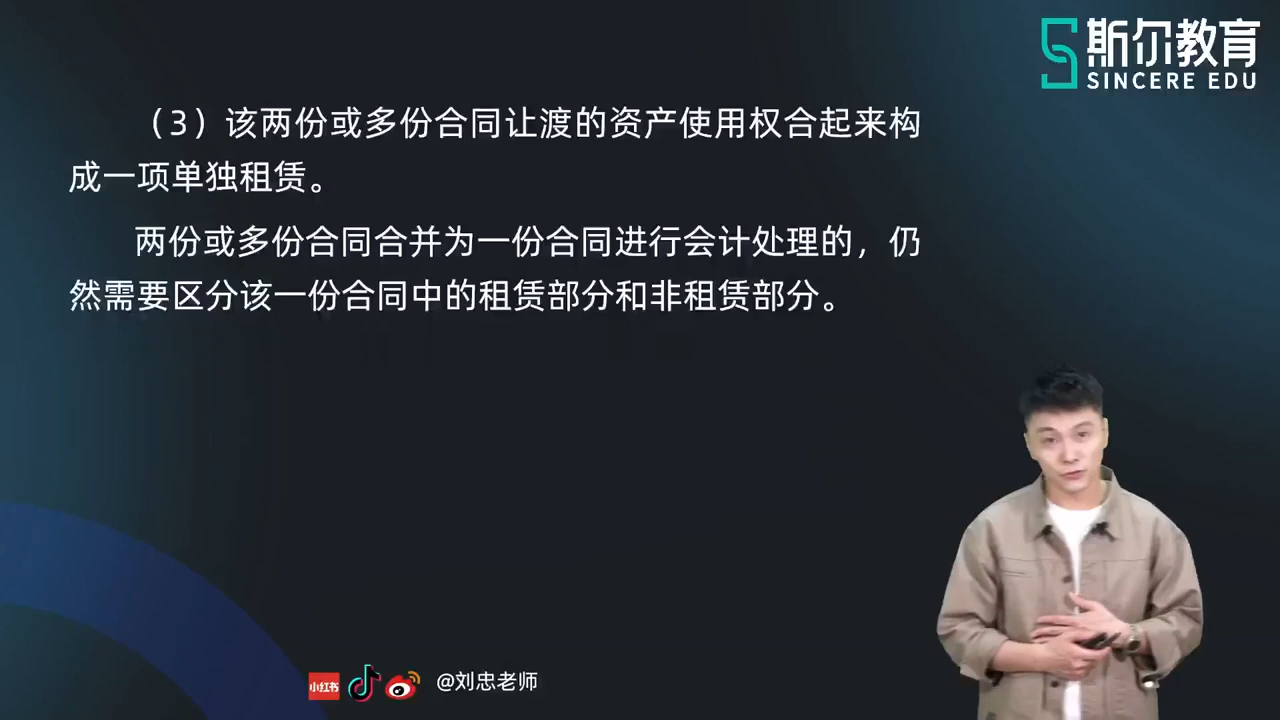 斯尔教育
SINCERE EDU
（3）该两份或多份合同让渡的资产使用权合起来构
成一项单独租赁。
两份或多份合同合并为一份合同进行会计处理的，仍
然需要区分该一份合同中的租赁部分和非租赁部分。
小红书
@刘忠老师